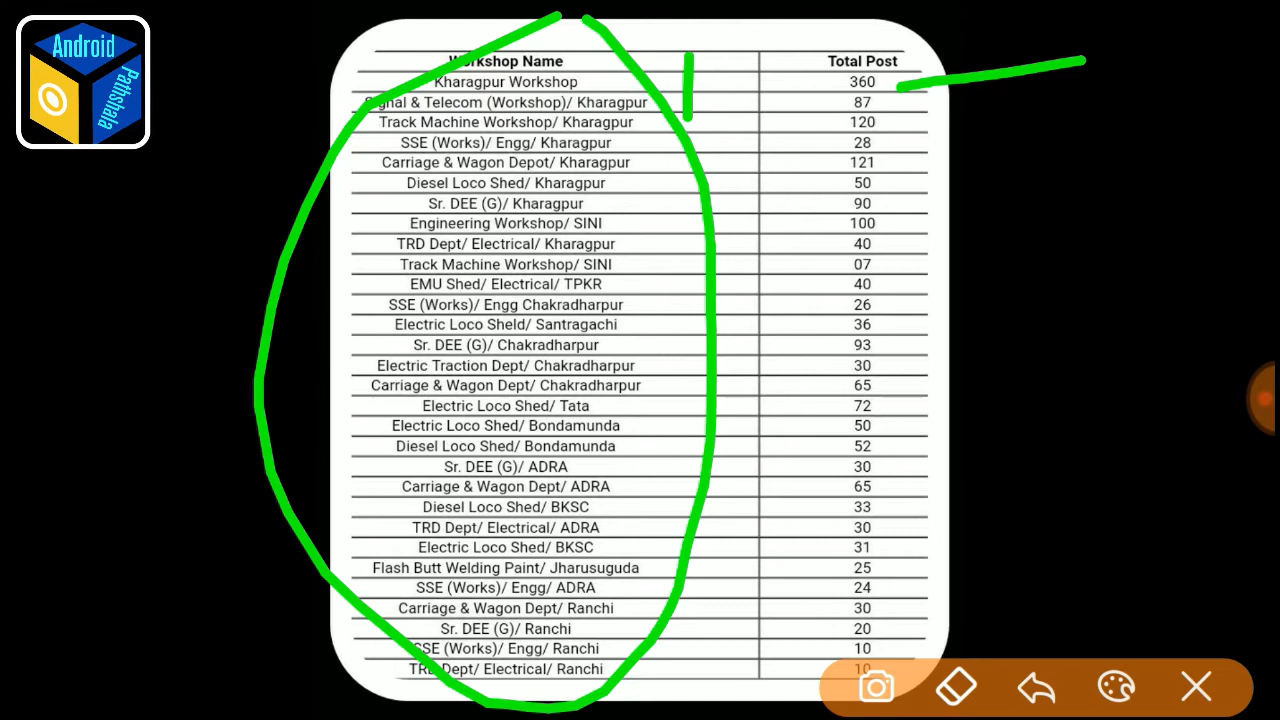 Android
Pathshala
Workshop Name Total Post
Kharagpur Workshop 360
Signal & Telecom (Workshop)/ Kharagpur 87
Track Machine Workshop/ Kharagpur 120
SSE (Works)/ Engg/ Kharagpur 28
Carriage & Wagon Depot/ Kharagpur 121
Diesel Loco Shed/ Kharagpur 50
Sr. DEE (G)/ Kharagpur 90
Engineering Workshop/ SINI 100
TRD Dept/ Electrical/ Kharagpur 40
Track Machine Workshop/ SINI 07
EMU Shed/ Electrical/ TPKR 40
SSE (Works)/ Engg Chakradharpur 26
Electric Loco Sheld/ Santragachi 36
Sr. DEE (G)/ Chakradharpur 93
Electric Traction Dept/ Chakradharpur 30
Carriage & Wagon Dept/ Chakradharpur 65
Electric Loco Shed/ Tata 72
Electric Loco Shed/ Bondamunda 50
Diesel Loco Shed/ Bondamunda 52
Sr. DEE (G)/ ADRA 30
Carriage & Wagon Dept/ ADRA 65
Diesel Loco Shed/ BKSC 33
TRD Dept/ Electrical/ ADRA 30
Electric Loco Shed/ BKSC 31
Flash Butt Welding Paint/ Jharusuguda 25
SSE (Works)/ Engg/ ADRA 24
Carriage & Wagon Dept/ Ranchi 30
Sr. DEE (G)/ Ranchi 20
SSE (Works)/ Engg/ Ranchi 10
TRD Dept/ Electrical/ Ranchi 10